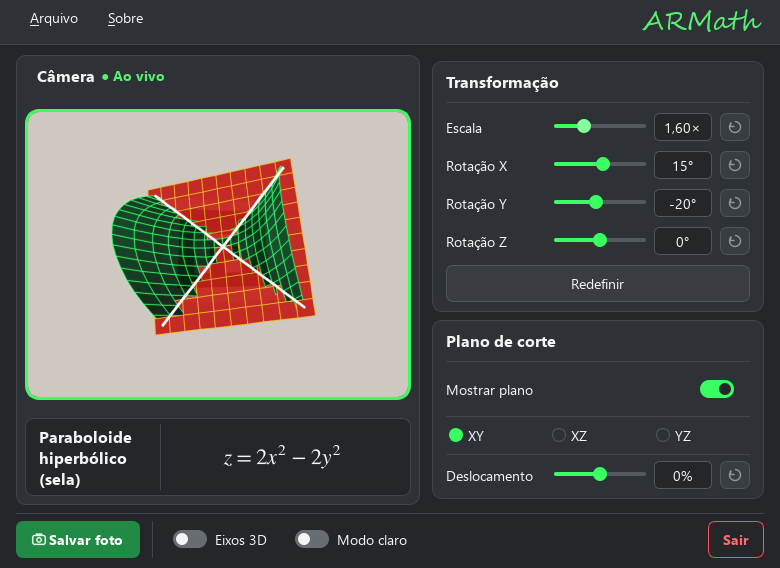 Arquivo Sobre ARMath
Câmera ● Ao vivo
Transformação
Escala 1,60×
Rotação X 15°
Rotação Y -20°
Rotação Z 0°
Redefinir
Paraboloide
hiperbólico
(sela)
z = 2x² − 2y²
Plano de corte
Mostrar plano
XY XZ YZ
Deslocamento 0%
Salvar foto Eixos 3D Modo claro Sair